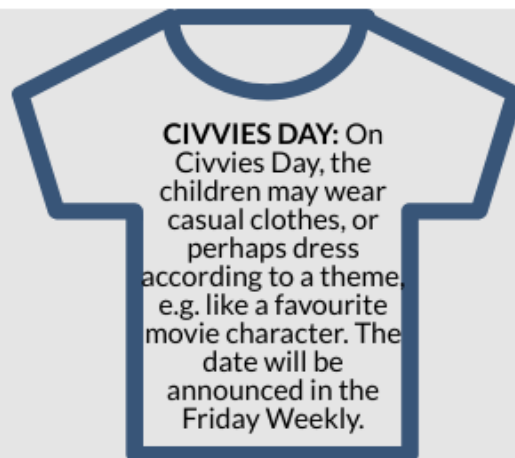 CIVVIES DAY: On
Civvies Day, the
children may wear
casual clothes, or
perhaps dress
according to a theme,
e.g. like a favourite
movie character. The
date will be
announced in the
Friday Weekly.